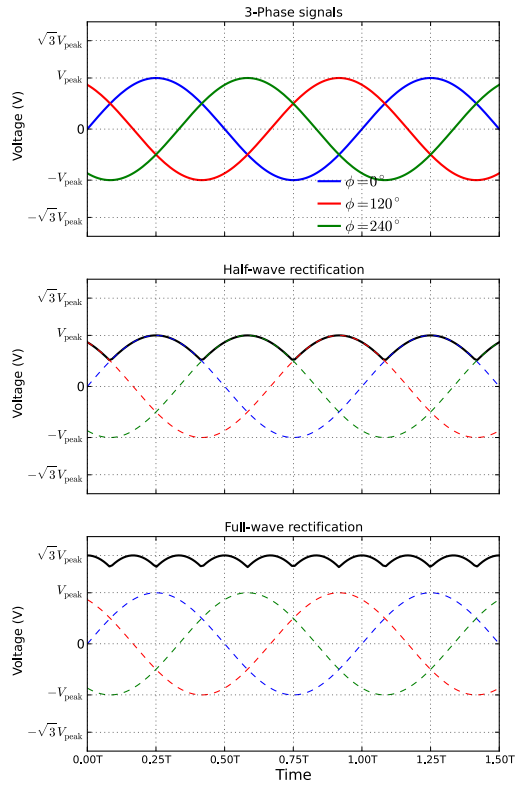 3-Phase signals
√3V_peak
V_peak
0
−V_peak
−√3V_peak
Voltage (V)
ϕ=0°
ϕ=120°
ϕ=240°
Half-wave rectification
√3V_peak
V_peak
0
−V_peak
−√3V_peak
Voltage (V)
Full-wave rectification
√3V_peak
V_peak
0
−V_peak
−√3V_peak
Voltage (V)
0.00T 0.25T 0.50T 0.75T 1.00T 1.25T 1.50T
Time